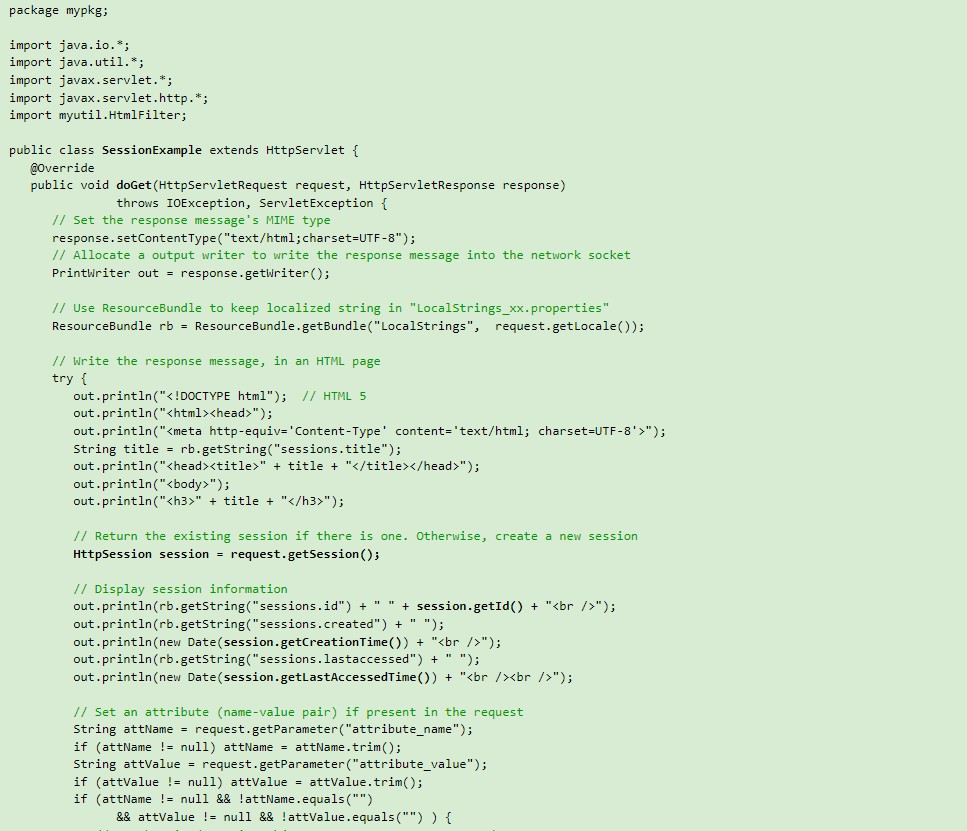 package mypkg;
import java.io.*;
import java.util.*;
import javax.servlet.*;
import javax.servlet.http.*;
import myutil.HtmlFilter;
public class SessionExample extends HttpServlet {
@Override
public void doGet(HttpServletRequest request, HttpServletResponse response)
throws IOException, ServletException {
// Set the response message's MIME type
response.setContentType("text/html;charset=UTF-8");
// Allocate a output writer to write the response message into the network socket
PrintWriter out = response.getWriter();
// Use ResourceBundle to keep localized string in "LocalStrings_xx.properties"
ResourceBundle rb = ResourceBundle.getBundle("LocalStrings",  request.getLocale());
// Write the response message, in an HTML page
try {
out.println("<!DOCTYPE html");  // HTML 5
out.println("<html><head>");
out.println("<meta http-equiv='Content-Type' content='text/html; charset=UTF-8'>");
String title = rb.getString("sessions.title");
out.println("<head><title>" + title + "</title></head>");
out.println("<body>");
out.println("<h3>" + title + "</h3>");
// Return the existing session if there is one. Otherwise, create a new session
HttpSession session = request.getSession();
// Display session information
out.println(rb.getString("sessions.id") + " " + session.getId() + "<br />");
out.println(rb.getString("sessions.created") + " ");
out.println(new Date(session.getCreationTime()) + "<br />");
out.println(rb.getString("sessions.lastaccessed") + " ");
out.println(new Date(session.getLastAccessedTime()) + "<br /><br />");
// Set an attribute (name-value pair) if present in the request
String attName = request.getParameter("attribute_name");
if (attName != null) attName = attName.trim();
String attValue = request.getParameter("attribute_value");
if (attValue != null) attValue = attValue.trim();
if (attName != null && !attName.equals("")
&& attValue != null && !attValue.equals("") ) {